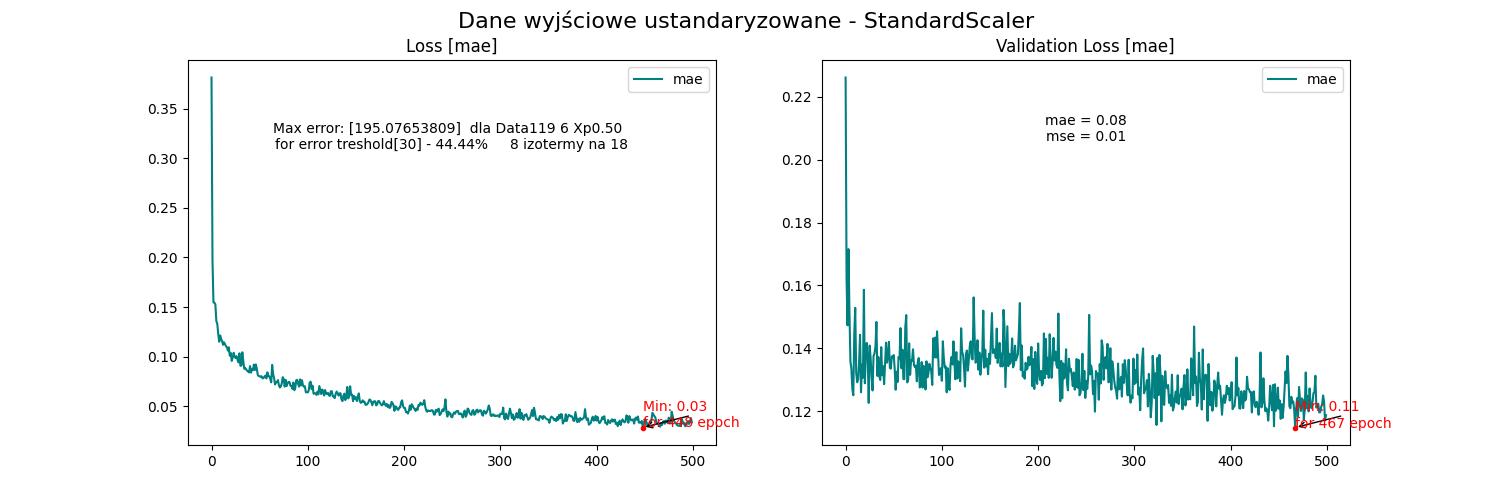 Dane wyjściowe ustandaryzowane - StandardScaler
Loss [mae]
mae
Max error: [195.07653809]  dla Data119 6 Xp0.50
for error treshold[30] - 44.44%     8 izotermy na 18
0.35
0.30
0.25
0.20
0.15
0.10
0.05
Min: 0.03
for 448 epoch
0
100
200
300
400
500
Validation Loss [mae]
mae
mae = 0.08
mse = 0.01
0.22
0.20
0.18
0.16
0.14
0.12
Min: 0.11
for 467 epoch
0
100
200
300
400
500